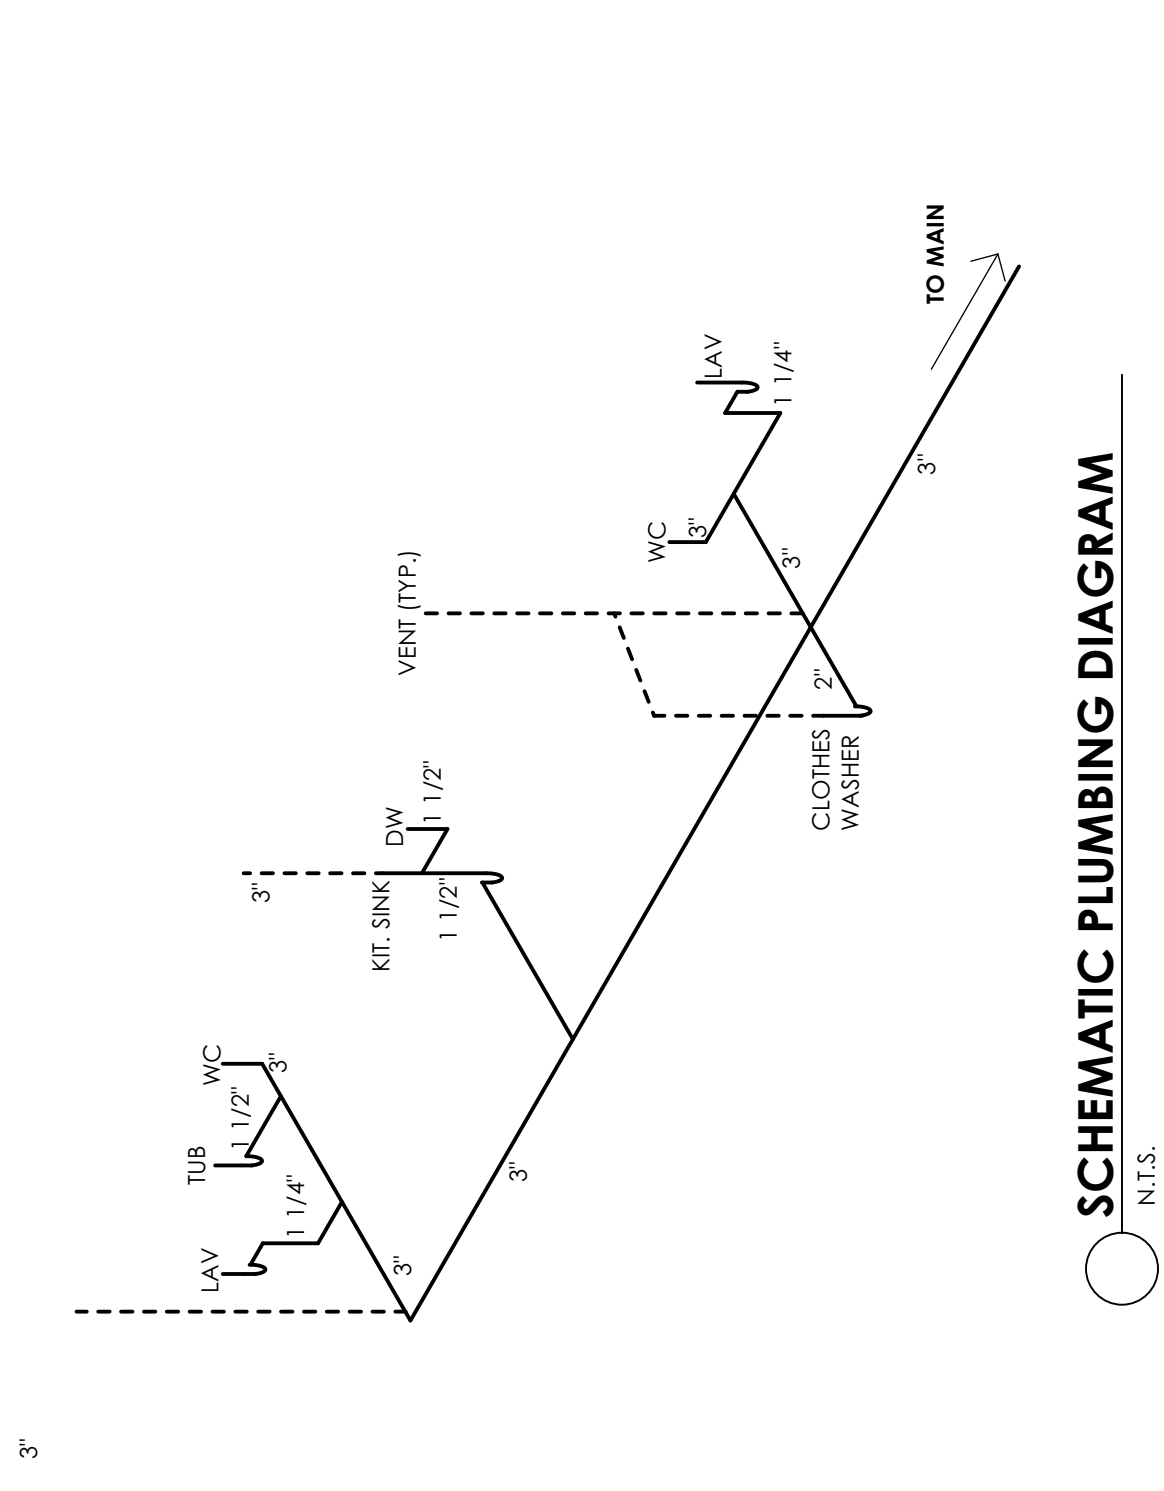 3"
TUB
LAV
WC
1 1/2"
1 1/4"
3"
3"
3"
3"
KIT. SINK
DW
1 1/2"
1 1/2"
VENT (TYP.)
WC
3"
LAV
1 1/4"
3"
2"
CLOTHES
WASHER
3"
TO MAIN
SCHEMATIC PLUMBING DIAGRAM
N.T.S.